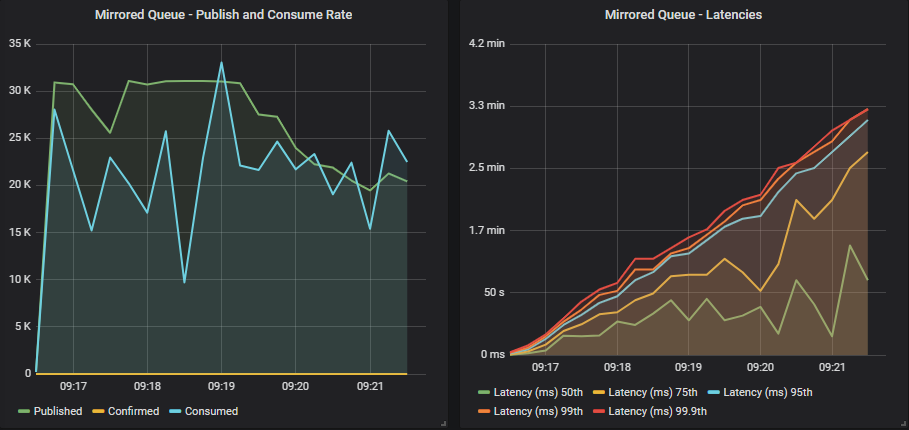 Mirrored Queue - Publish and Consume Rate
35 K
30 K
25 K
20 K
15 K
10 K
5 K
0
09:17 09:18 09:19 09:20 09:21
Published Confirmed Consumed
Mirrored Queue - Latencies
4.2 min
3.3 min
2.5 min
1.7 min
50 s
0 ms
09:17 09:18 09:19 09:20 09:21
Latency (ms) 50th Latency (ms) 75th Latency (ms) 95th
Latency (ms) 99th Latency (ms) 99.9th